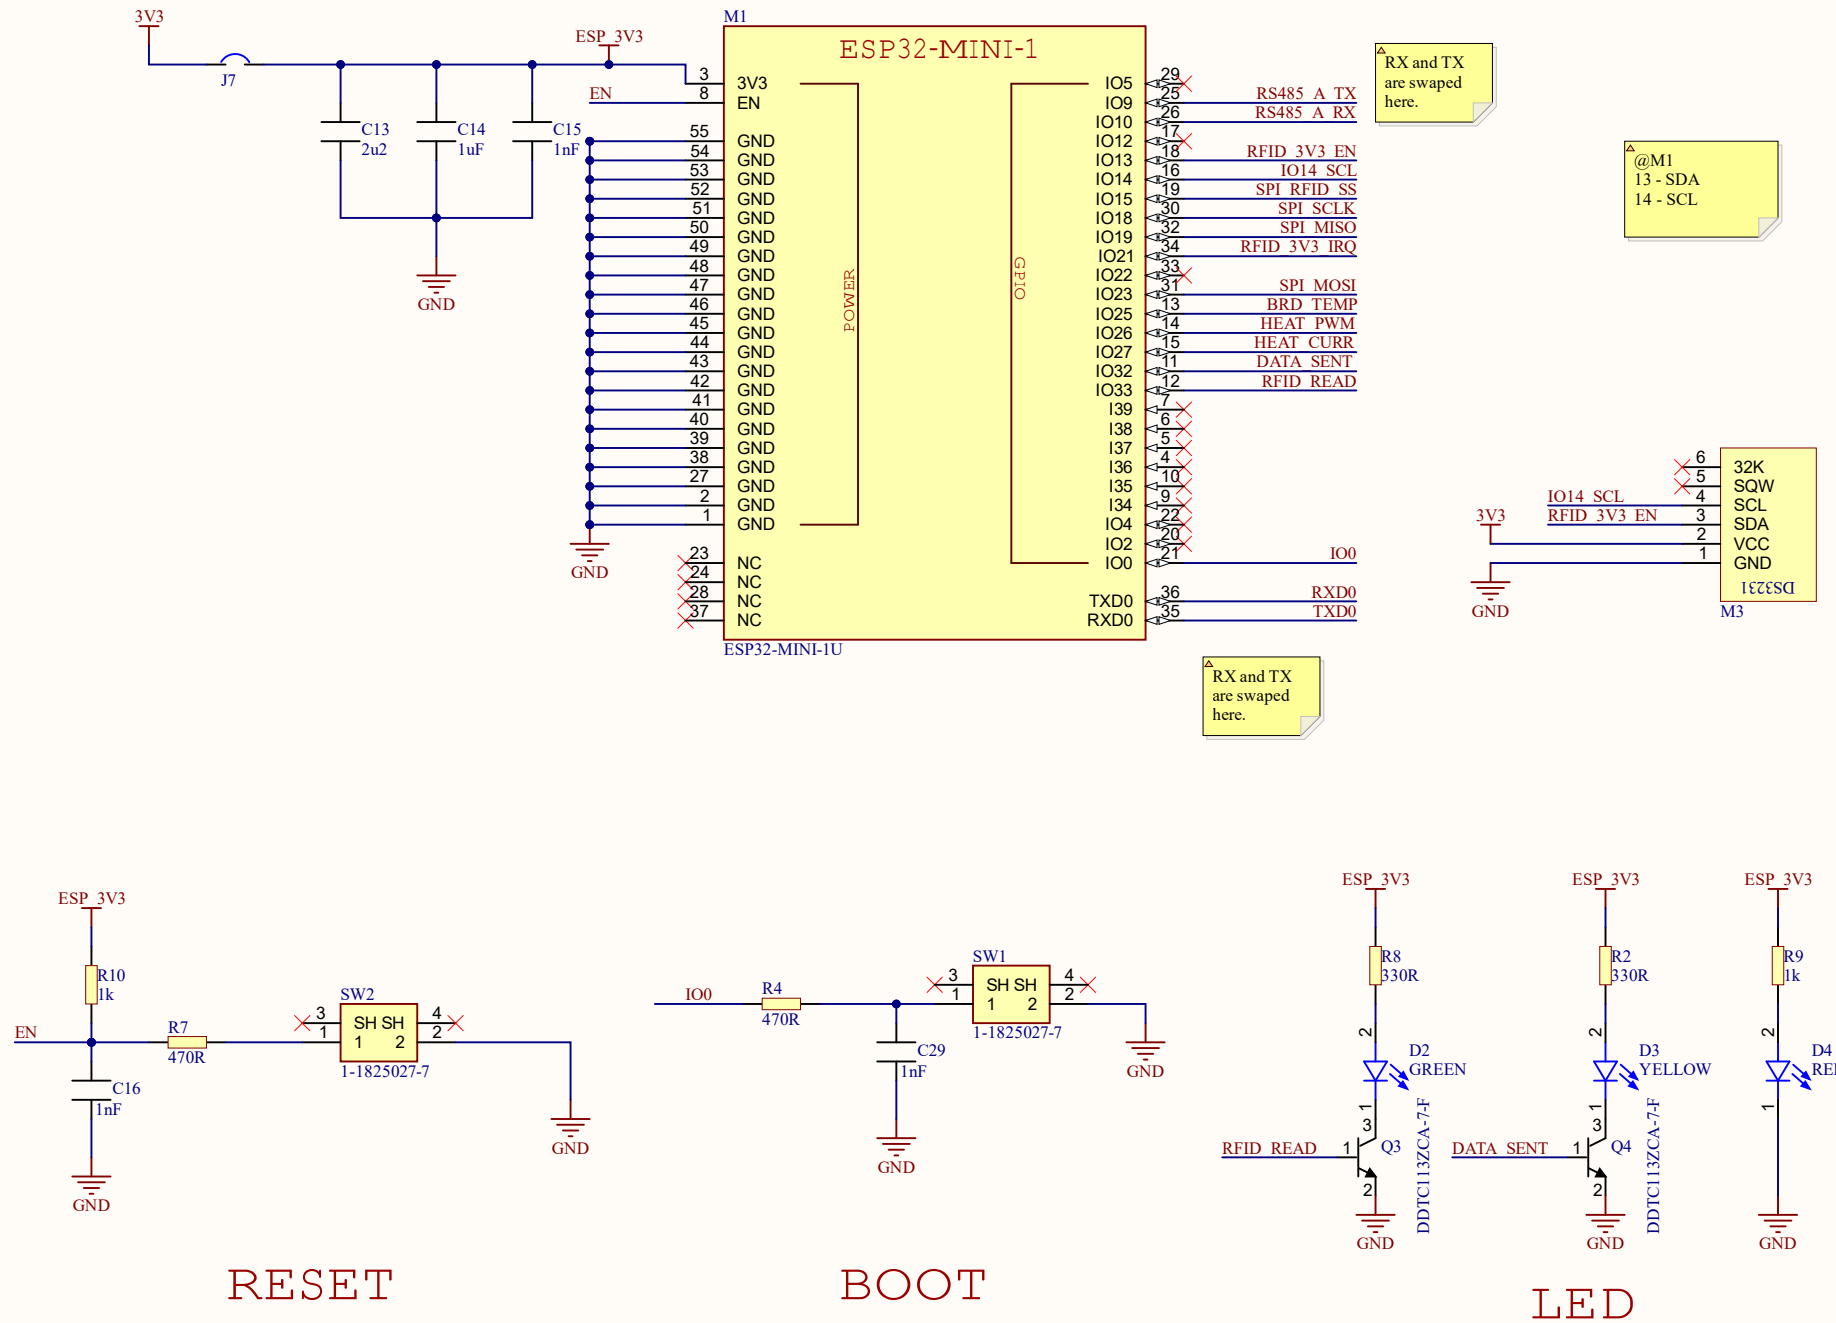 3V3
J7
C13
2u2
C14
1uF
C15
1nF
GND
ESP_3V3
EN
M1
ESP32-MINI-1
3 3V3
8 EN
55 GND
54 GND
53 GND
52 GND
51 GND
50 GND
49 GND
48 GND
47 GND
46 GND
45 GND
44 GND
43 GND
42 GND
41 GND
40 GND
39 GND
38 GND
27 GND
2 GND
1 GND
GND
23 NC
24 NC
28 NC
37 NC
POWER
GPIO
IO5 29
IO9 25 RS485_A_TX
IO10 26 RS485_A_RX
IO12 17
IO13 18 RFID_3V3_EN
IO14 16 IO14_SCL
IO15 19 SPI_RFID_SS
IO18 30 SPI_SCLK
IO19 32 SPI_MISO
IO21 34 RFID_3V3_IRQ
IO22 33
IO23 31 SPI_MOSI
IO25 13 BRD_TEMP
IO26 14 HEAT_PWM
IO27 15 HEAT_CURR
IO32 11 DATA_SENT
IO33 12 RFID_READ
I39 7
I38 6
I37 5
I36 4
I35 10
I34 9
IO4 22
IO2 20
IO0 21 IO0
TXD0 36 RXD0
RXD0 35 TXD0
ESP32-MINI-1U
RX and TX
are swaped
here.
@M1
13 - SDA
14 - SCL
RX and TX
are swaped
here.
6 32K
5 SQW
IO14_SCL 4 SCL
RFID_3V3_EN 3 SDA
3V3 2 VCC
1 GND
GND
DS3231
M3
ESP_3V3
R10
1k
EN
R7
470R
C16
1nF
GND
SW2
3 SH SH 4
1 1 2 2
1-1825027-7
GND
RESET
IO0
R4
470R
C29
1nF
GND
SW1
3 SH SH 4
1 1 2 2
1-1825027-7
GND
BOOT
ESP_3V3
R8
330R
2
D2
GREEN
1
3
RFID_READ 1 Q3
2
DDTC113ZCA-7-F
GND
ESP_3V3
R2
330R
2
D3
YELLOW
1
3
DATA_SENT 1 Q4
2
DDTC113ZCA-7-F
GND
ESP_3V3
R9
1k
2
D4
1
GND
LED